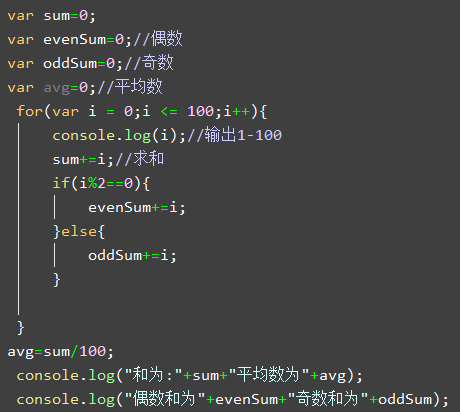 var sum=0;
var evenSum=0;//偶数
var oddSum=0;//奇数
var avg=0;//平均数
for(var i = 0;i <= 100;i++){
console.log(i);//输出1-100
sum+=i;//求和
if(i%2==0){
evenSum+=i;
}else{
oddSum+=i;
}
}
avg=sum/100;
console.log("和为:"+sum+"平均数为"+avg);
console.log("偶数和为"+evenSum+"奇数和为"+oddSum);